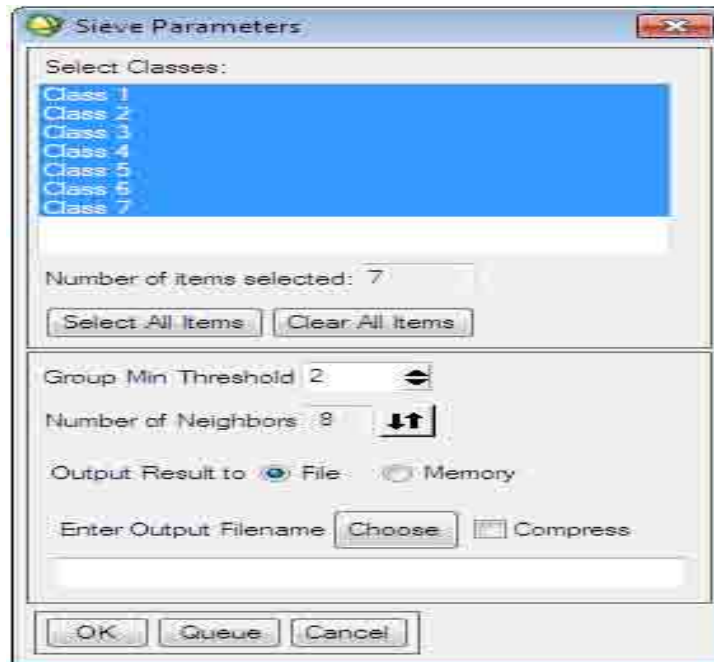 Sieve Parameters
Select Classes:
Class 1
Class 2
Class 3
Class 4
Class 5
Class 6
Class 7
Number of items selected: 7
Select All Items Clear All Items
Group Min Threshold 2
Number of Neighbors 8
Output Result to File Memory
Enter Output Filename Choose Compress
OK Queue Cancel